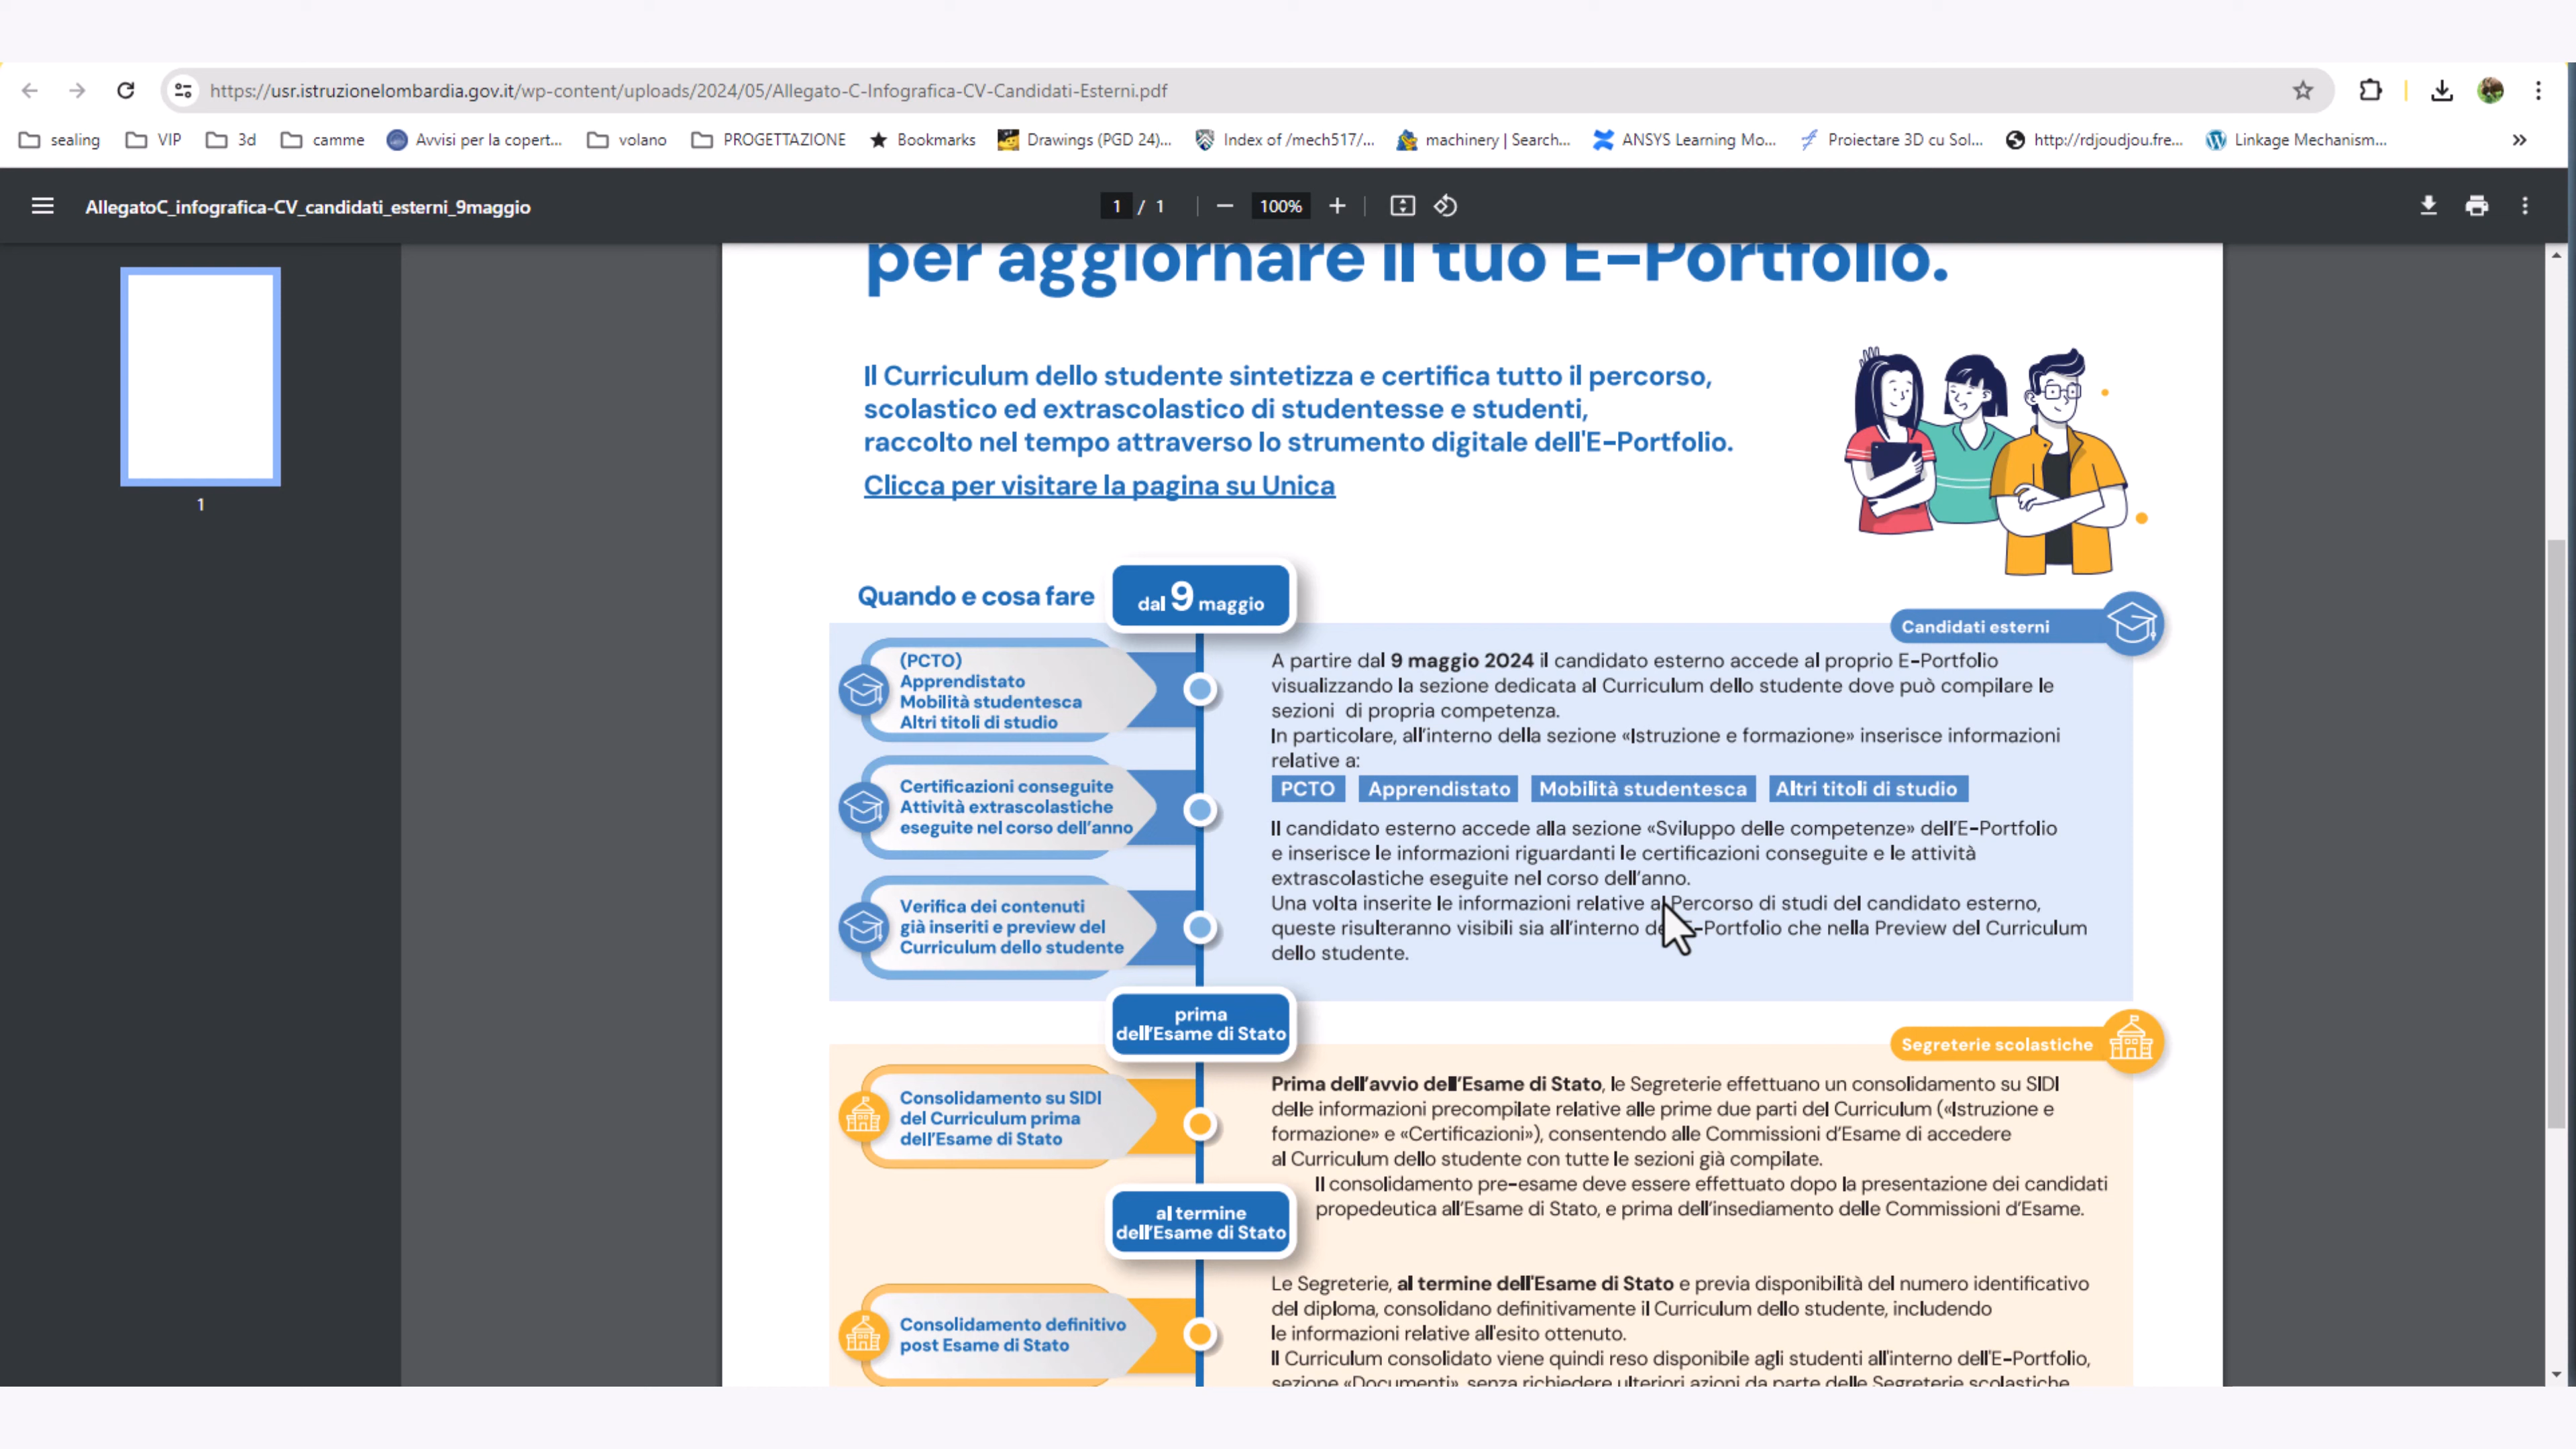 https://usr.istruzionelombardia.gov.it/wp-content/uploads/2024/05/Allegato-C-Infografica-CV-Candidati-Esterni.pdf
sealing VIP 3d camme Avvisi per la copert... volano PROGETTAZIONE Bookmarks Drawings (PGD 24)... Index of /mech517/... machinery | Search... ANSYS Learning Mo... Proiectare 3D cu Sol... http://rdjoudjou.fre... Linkage Mechanism... »
AllegatoC_infografica-CV_candidati_esterni_9maggio
1 / 1
100%
1
per aggiornare il tuo E-Portfolio.
Il Curriculum dello studente sintetizza e certifica tutto il percorso,
scolastico ed extrascolastico di studentesse e studenti,
raccolto nel tempo attraverso lo strumento digitale dell'E-Portfolio.
Clicca per visitare la pagina su Unica
Quando e cosa fare
dal 9 maggio
Candidati esterni
(PCTO)
Apprendistato
Mobilità studentesca
Altri titoli di studio
Certificazioni conseguite
Attività extrascolastiche
eseguite nel corso dell'anno
Verifica dei contenuti
già inseriti e preview del
Curriculum dello studente
A partire dal 9 maggio 2024 il candidato esterno accede al proprio E-Portfolio
visualizzando la sezione dedicata al Curriculum dello studente dove può compilare le
sezioni di propria competenza.
In particolare, all'interno della sezione «Istruzione e formazione» inserisce informazioni
relative a:
PCTO Apprendistato Mobilità studentesca Altri titoli di studio
Il candidato esterno accede alla sezione «Sviluppo delle competenze» dell'E-Portfolio
e inserisce le informazioni riguardanti le certificazioni conseguite e le attività
extrascolastiche eseguite nel corso dell'anno.
Una volta inserite le informazioni relative al Percorso di studi del candidato esterno,
queste risulteranno visibili sia all'interno -Portfolio che nella Preview del Curriculum
dello studente.
prima
dell'Esame di Stato
Segreterie scolastiche
Consolidamento su SIDI
del Curriculum prima
dell'Esame di Stato
Prima dell'avvio dell'Esame di Stato, le Segreterie effettuano un consolidamento su SIDI
delle informazioni precompilate relative alle prime due parti del Curriculum («Istruzione e
formazione» e «Certificazioni»), consentendo alle Commissioni d'Esame di accedere
al Curriculum dello studente con tutte le sezioni già compilate.
Il consolidamento pre-esame deve essere effettuato dopo la presentazione dei candidati
propedeutica all'Esame di Stato, e prima dell'insediamento delle Commissioni d'Esame.
al termine
dell'Esame di Stato
Consolidamento definitivo
post Esame di Stato
Le Segreterie, al termine dell'Esame di Stato e previa disponibilità del numero identificativo
del diploma, consolidano definitivamente il Curriculum dello studente, includendo
le informazioni relative all'esito ottenuto.
Il Curriculum consolidato viene quindi reso disponibile agli studenti all'interno dell'E-Portfolio,
sezione «Documenti», senza richiedere ulteriori azioni da parte delle Segreterie scolastiche